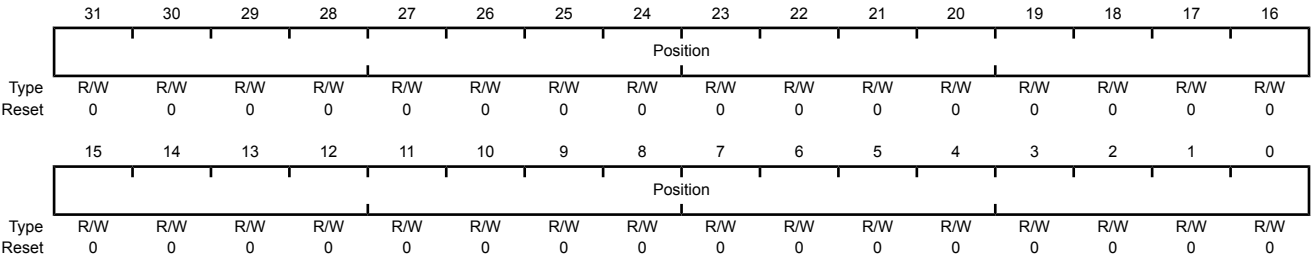 31 30 29 28 27 26 25 24 23 22 21 20 19 18 17 16
Position
Type R/W R/W R/W R/W R/W R/W R/W R/W R/W R/W R/W R/W R/W R/W R/W R/W
Reset 0 0 0 0 0 0 0 0 0 0 0 0 0 0 0 0
15 14 13 12 11 10 9 8 7 6 5 4 3 2 1 0
Position
Type R/W R/W R/W R/W R/W R/W R/W R/W R/W R/W R/W R/W R/W R/W R/W R/W
Reset 0 0 0 0 0 0 0 0 0 0 0 0 0 0 0 0